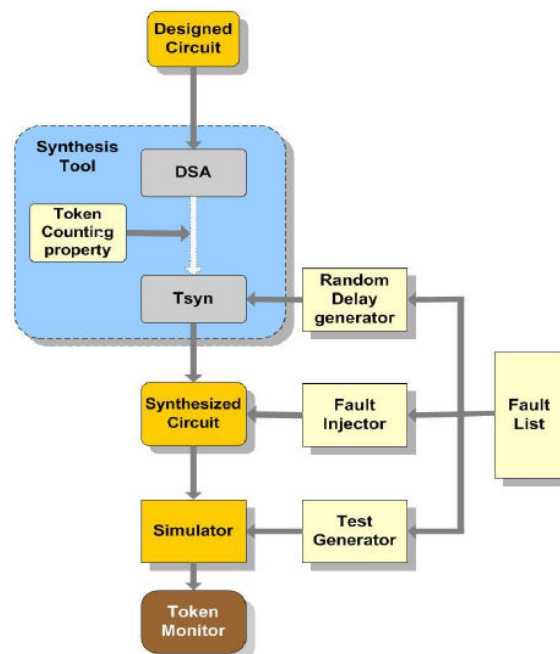 Designed
Circuit
Synthesis
Tool
DSA
Token
Counting
property
Tsyn
Random
Delay
generator
Synthesized
Circuit
Fault
Injector
Fault
List
Simulator
Test
Generator
Token
Monitor